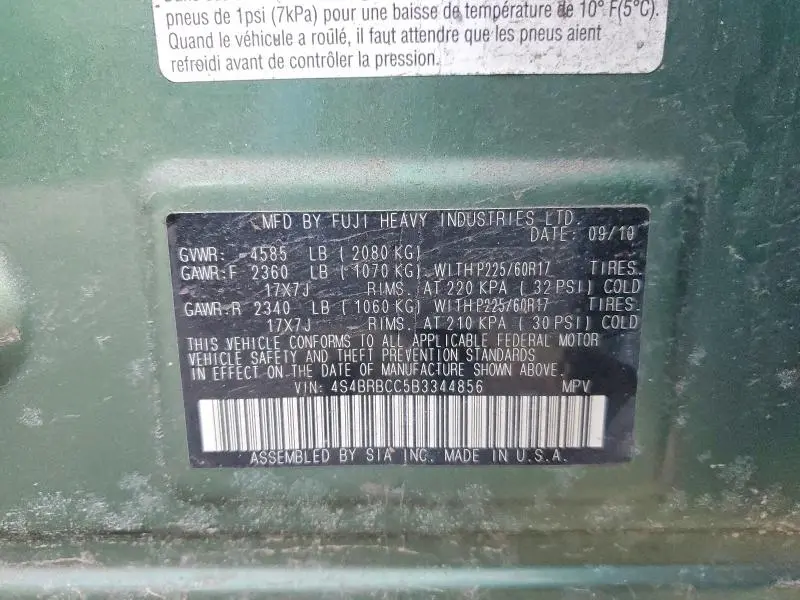 pneus de 1psi (7kPa) pour une baisse de température de 10° F(5°C).
Quand le véhicule a roulé, il faut attendre que les pneus aient
refroidi avant de contrôler la pression.
MFD BY FUJI HEAVY INDUSTRIES LTD.
DATE: 09/10
GVWR: 4585 LB ( 2080 KG)
GAWR:F 2360 LB ( 1070 KG). WITH P225/60R17 TIRES.
17X7J RIMS. AT 220 KPA ( 32 PSI) COLD
GAWR:R 2340 LB ( 1060 KG) WITH P225/60R17 TIRES.
17X7J RIMS. AT 210 KPA ( 30 PSI) COLD
THIS VEHICLE CONFORMS TO ALL APPLICABLE FEDERAL MOTOR
VEHICLE SAFETY AND THEFT PREVENTION STANDARDS
IN EFFECT ON THE DATE OF MANUFACTURE SHOWN ABOVE.
VIN: 4S4BRBCC5B3344856 MPV
ASSEMBLED BY SIA INC. MADE IN U.S.A.